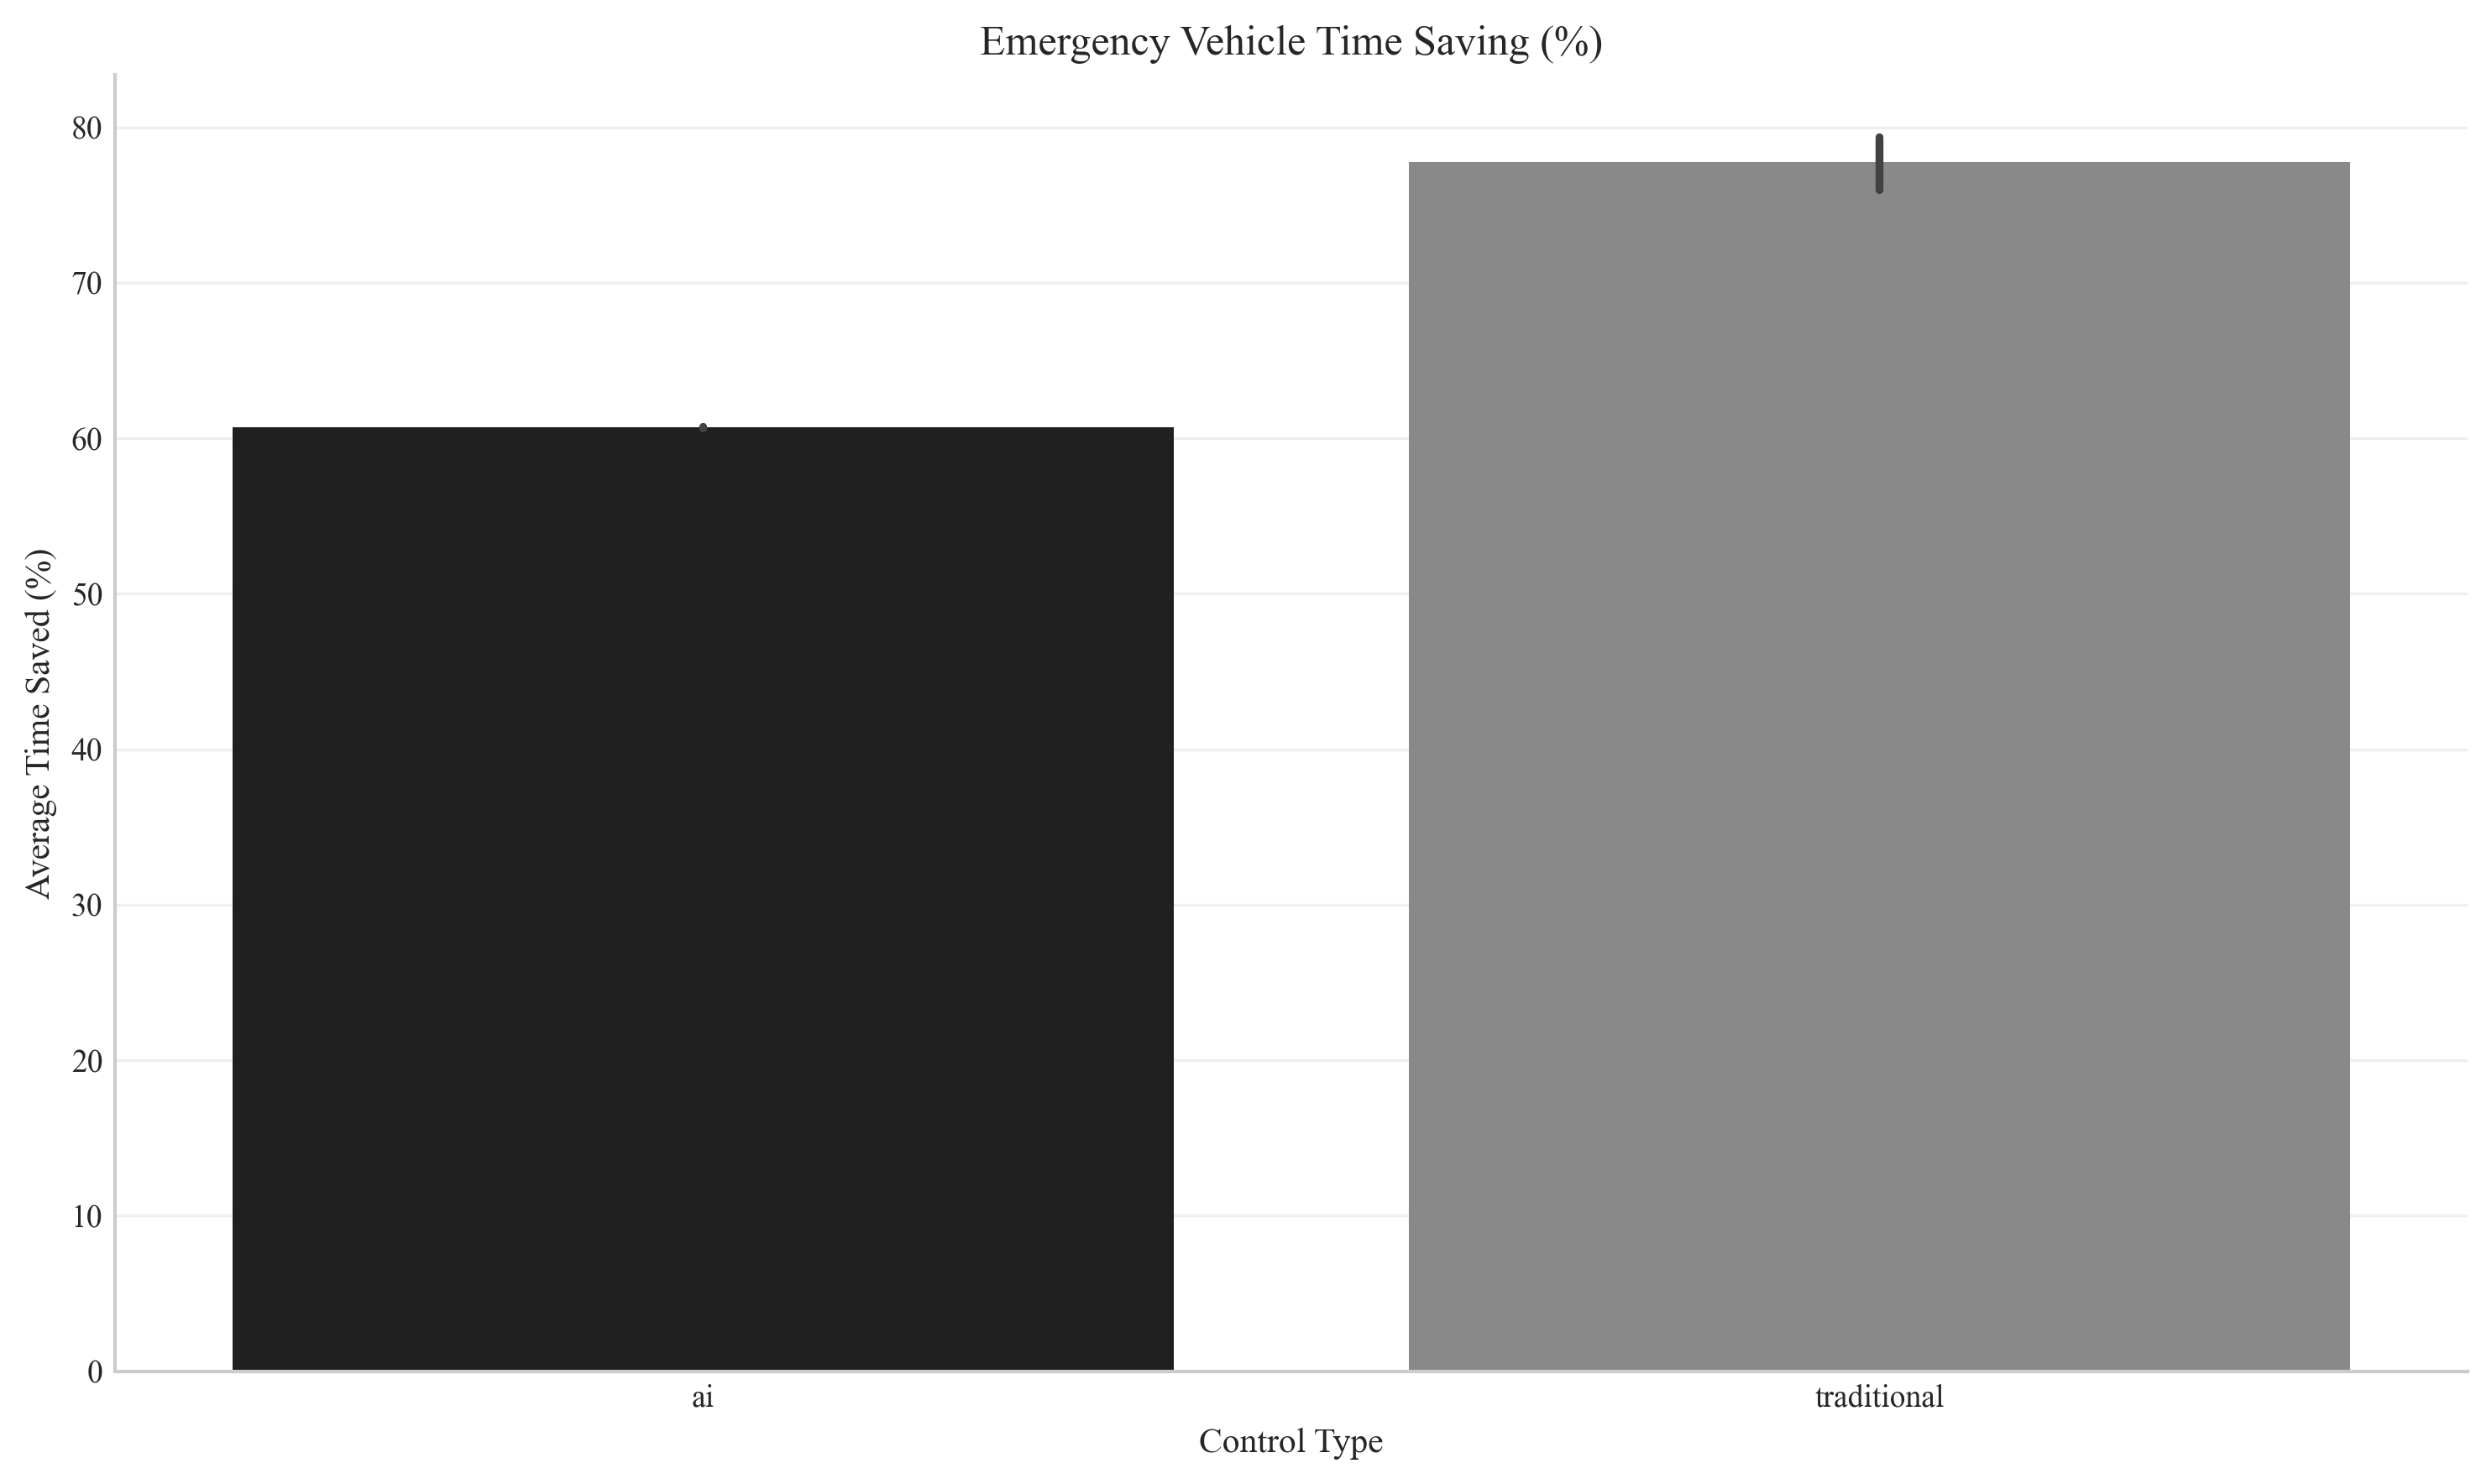 Emergency Vehicle Time Saving (%)
80
70
60
50
40
30
20
10
0
Average Time Saved (%)
ai
traditional
Control Type